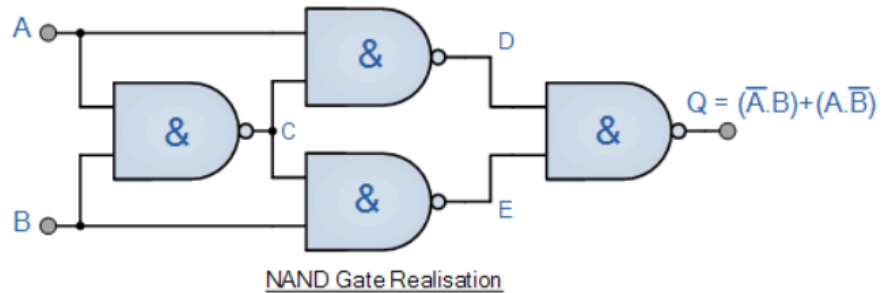 A
&
D
&
C
&
Q = (A̅.B)+(A.B̅)
B
&
E
NAND Gate Realisation